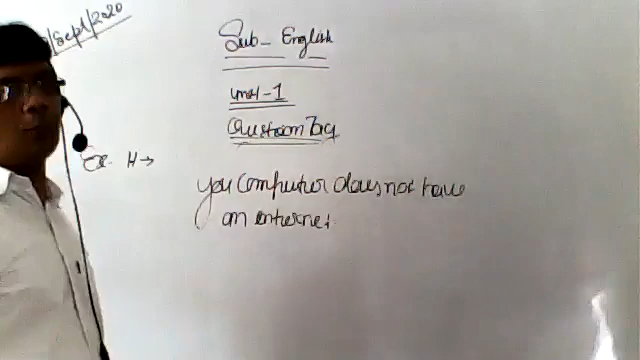 /Sept/2020
Sub- English
Unit-1
Question Tag
Ex- H→
you Computer does not have
an internet